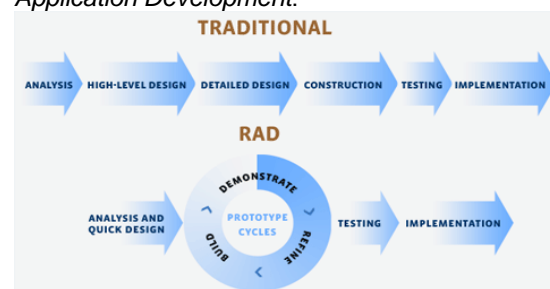 Application Development.
TRADITIONAL
ANALYSIS
HIGH-LEVEL DESIGN
DETAILED DESIGN
CONSTRUCTION
TESTING
IMPLEMENTATION
RAD
ANALYSIS AND
QUICK DESIGN
DEMONSTRATE
REFINE
BUILD
PROTOTYPE
CYCLES
TESTING
IMPLEMENTATION